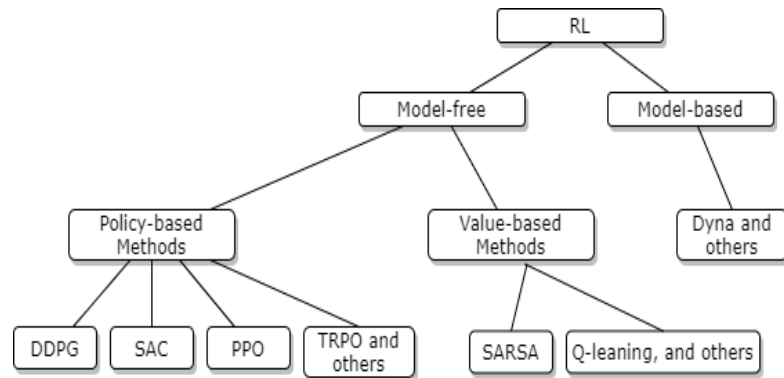 RL
Model-free
Model-based
Policy-based
Methods
Value-based
Methods
Dyna and
others
DDPG
SAC
PPO
TRPO and
others
SARSA
Q-leaning, and others